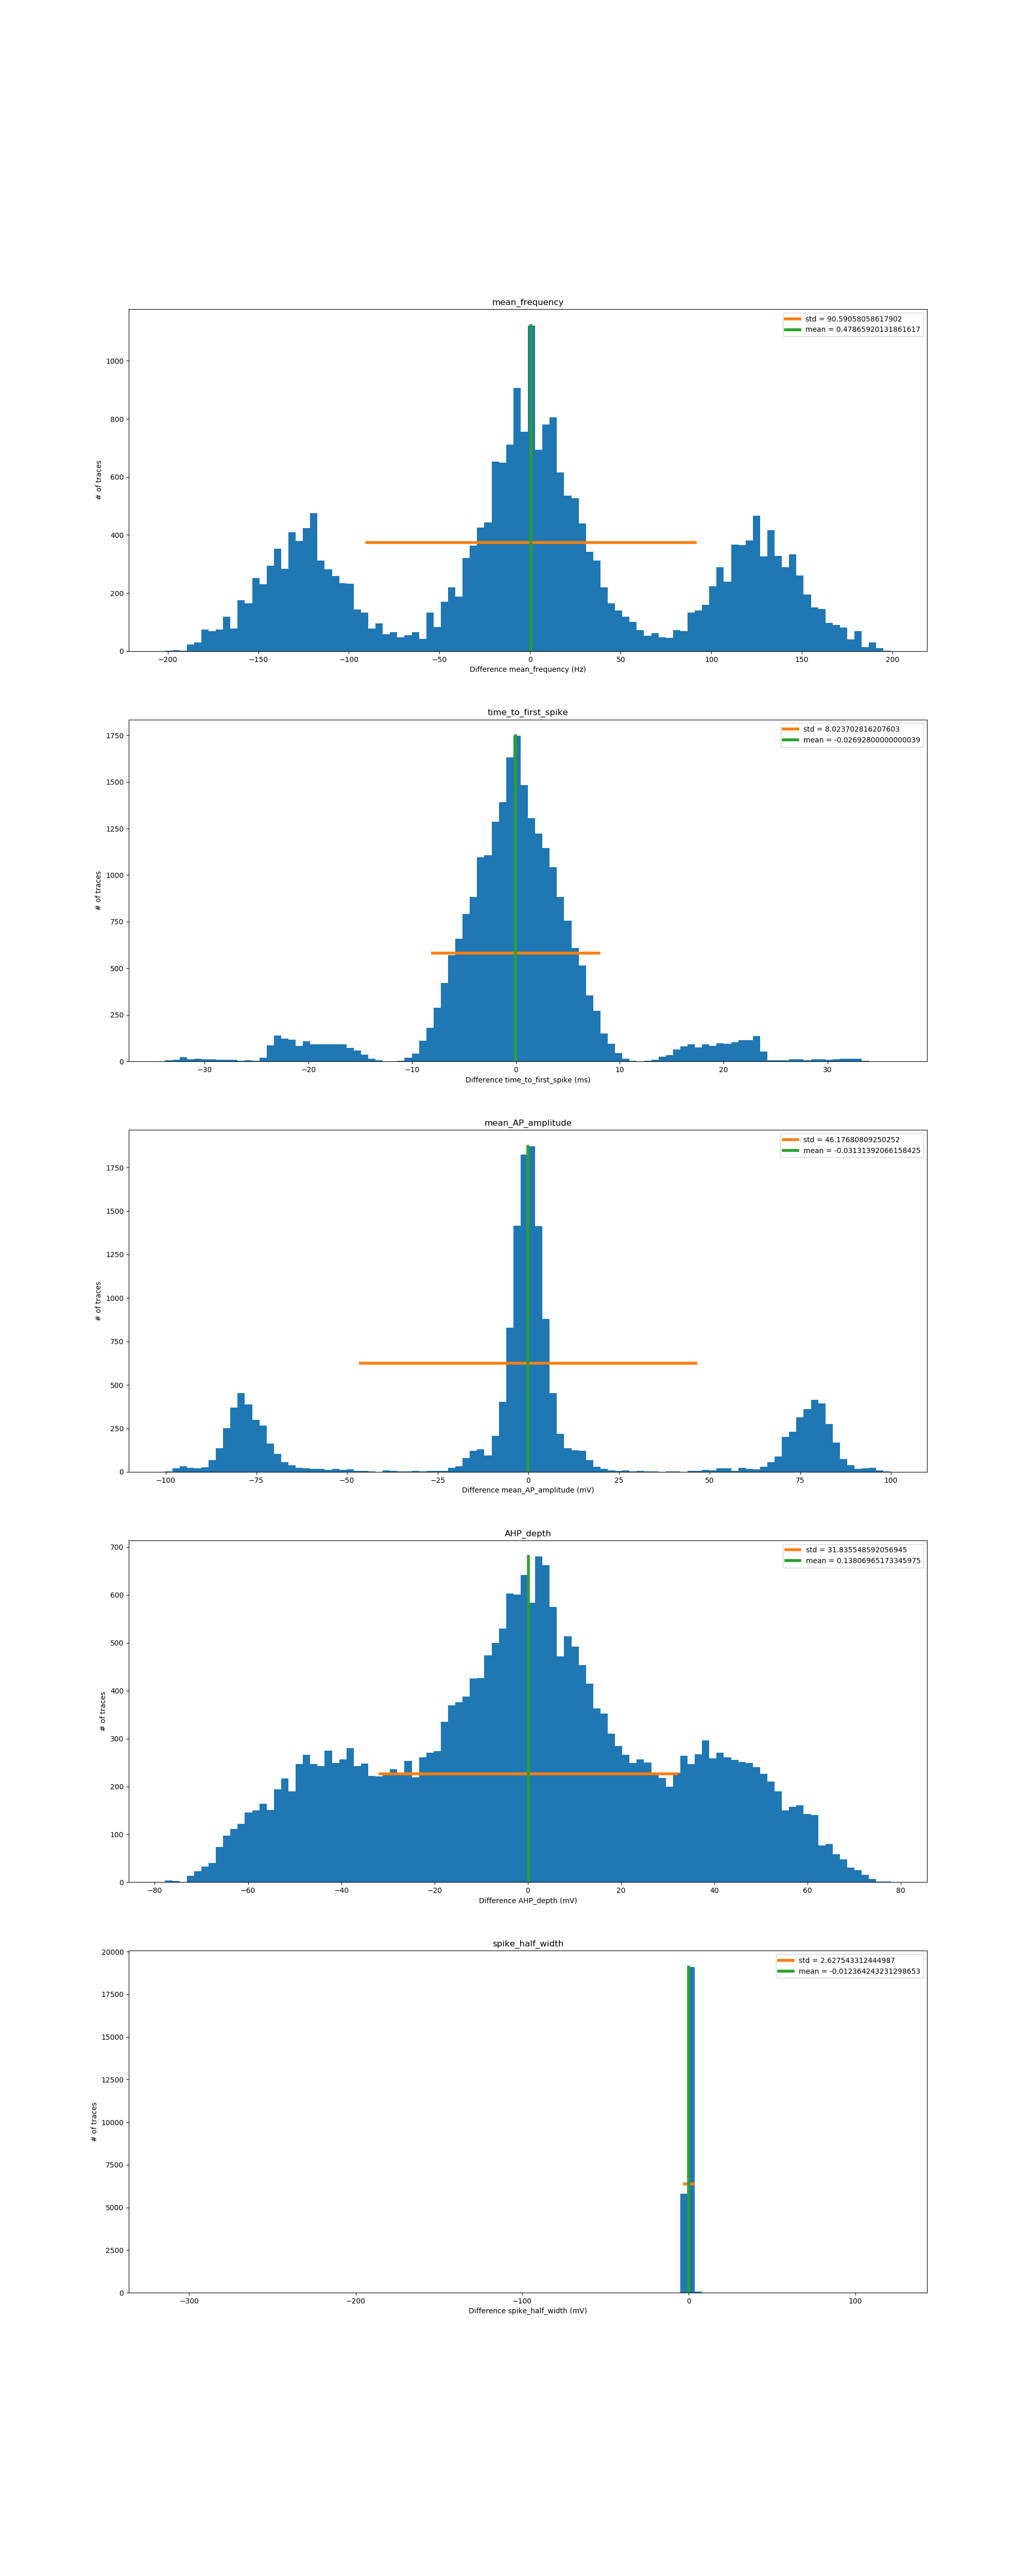 mean_frequency
std = 90.59058058617902
mean = 0.47865920131861617
# of traces
1000
800
600
400
200
0
−200 −150 −100 −50 0 50 100 150 200
Difference mean_frequency (Hz)
time_to_first_spike
std = 8.023702816207603
mean = -0.02692800000000039
# of traces
1750
1500
1250
1000
750
500
250
0
−30 −20 −10 0 10 20 30
Difference time_to_first_spike (ms)
mean_AP_amplitude
std = 46.17680809250252
mean = -0.03131392066158425
# of traces
1750
1500
1250
1000
750
500
250
0
−100 −75 −50 −25 0 25 50 75 100
Difference mean_AP_amplitude (mV)
AHP_depth
std = 31.835548592056945
mean = 0.13806965173345975
# of traces
700
600
500
400
300
200
100
0
−80 −60 −40 −20 0 20 40 60 80
Difference AHP_depth (mV)
spike_half_width
std = 2.627543312444987
mean = -0.012364243231298653
# of traces
20000
17500
15000
12500
10000
7500
5000
2500
0
−300 −200 −100 0 100
Difference spike_half_width (mV)